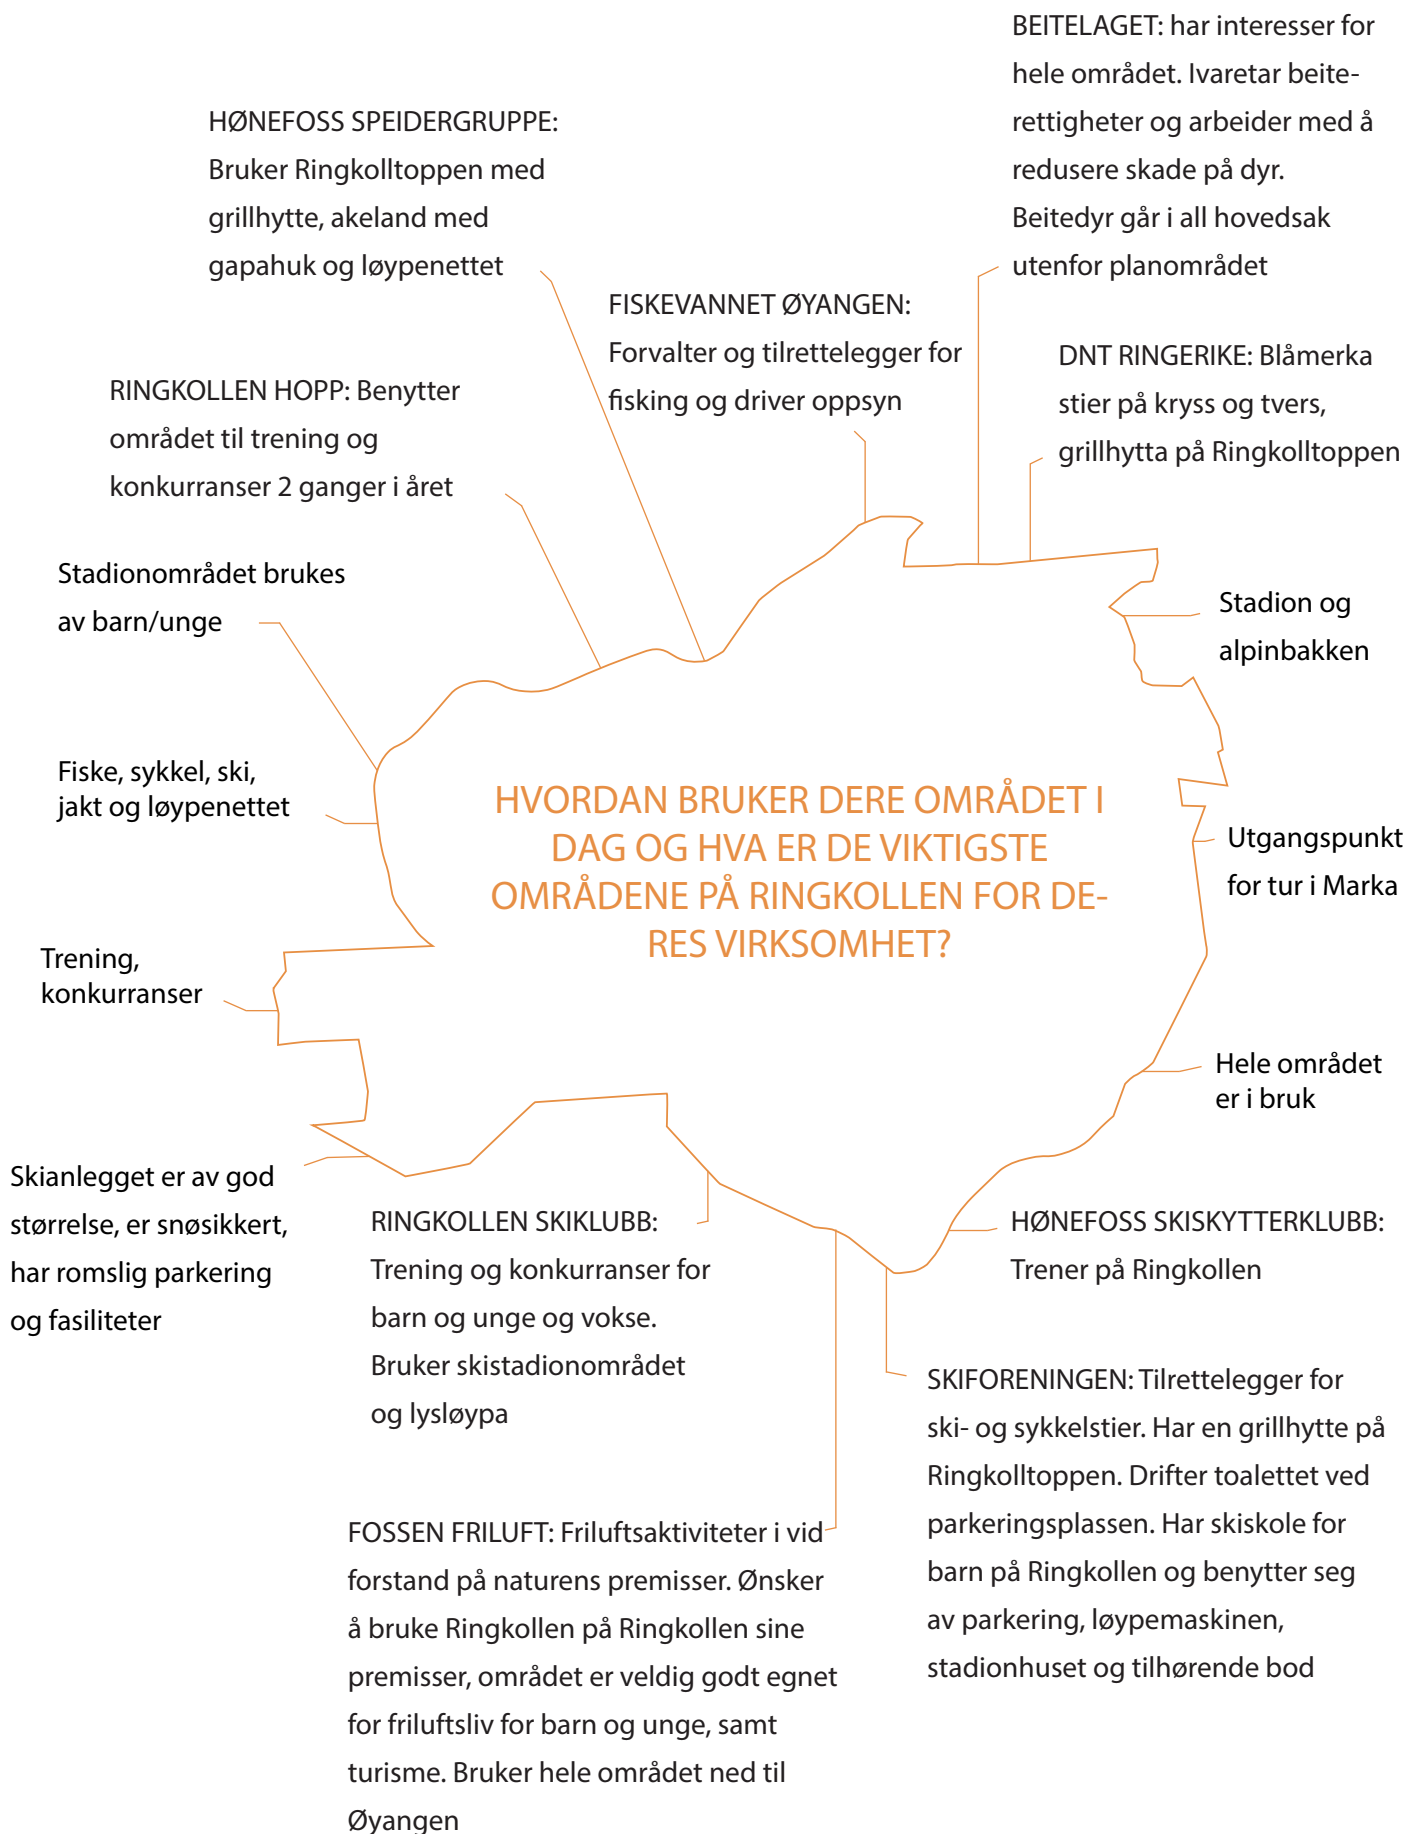 BEITELAGET: har interesser for
hele området. Ivaretar beite-
rettigheter og arbeider med å
redusere skade på dyr.
Beitedyr går i all hovedsak
utenfor planområdet
HØNEFOSS SPEIDERGRUPPE:
Bruker Ringkolltoppen med
grillhytte, akeland med
gapahuk og løypenettet
FISKEVANNET ØYANGEN:
Forvalter og tilrettelegger for
fisking og driver oppsyn
DNT RINGERIKE: Blåmerka
stier på kryss og tvers,
grillhytta på Ringkolltoppen
RINGKOLLEN HOPP: Benytter
området til trening og
konkurranser 2 ganger i året
Stadionområdet brukes
av barn/unge
Stadion og
alpinbakken
Fiske, sykkel, ski,
jakt og løypenettet
HVORDAN BRUKER DERE OMRÅDET I
DAG OG HVA ER DE VIKTIGSTE
OMRÅDENE PÅ RINGKOLLEN FOR DE-
RES VIRKSOMHET?
Utgangspunkt
for tur i Marka
Trening,
konkurranser
Hele området
er i bruk
Skianlegget er av god
størrelse, er snøsikkert,
har romslig parkering
og fasiliteter
RINGKOLLEN SKIKLUBB:
Trening og konkurranser for
barn og unge og vokse.
Bruker skistadionområdet
og lysløypa
HØNEFOSS SKISKYTTERKLUBB:
Trener på Ringkollen
SKIFORENINGEN: Tilrettelegger for
ski- og sykkelstier. Har en grillhytte på
Ringkolltoppen. Drifter toalettet ved
parkeringsplassen. Har skiskole for
barn på Ringkollen og benytter seg
av parkering, løypemaskinen,
stadionhuset og tilhørende bod
FOSSEN FRILUFT: Friluftsaktiviteter i vid
forstand på naturens premisser. Ønsker
å bruke Ringkollen på Ringkollen sine
premisser, området er veldig godt egnet
for friluftsliv for barn og unge, samt
turisme. Bruker hele området ned til
Øyangen